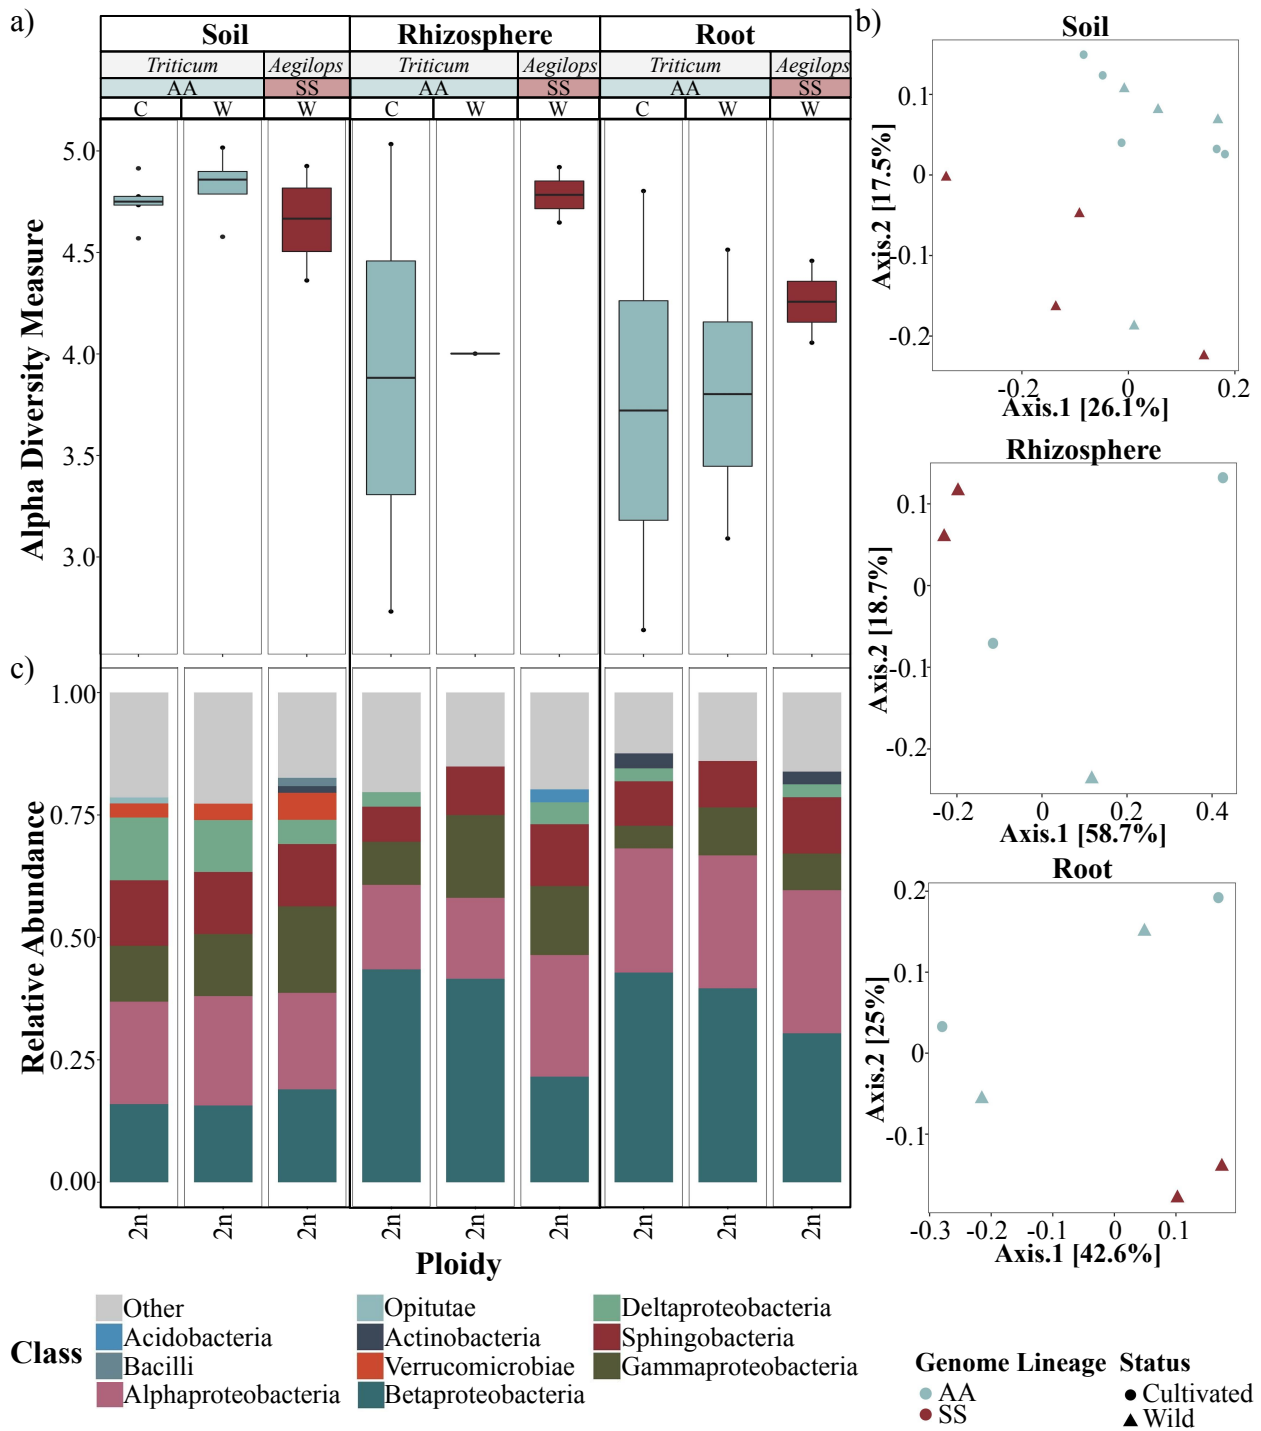 a)
Soil Rhizosphere Root
Triticum Aegilops Triticum Aegilops Triticum Aegilops
AA SS AA SS AA SS
C W W C W W C W W
5.0
4.5
4.0
3.5
3.0
Alpha Diversity Measure
b)
Soil
0.1
0
-0.1
-0.2
Axis.2 [17.5%]
-0.2 0 0.2
Axis.1 [26.1%]
Rhizosphere
0.1
0
-0.1
-0.2
Axis.2 [18.7%]
-0.2 0 0.2 0.4
Axis.1 [58.7%]
Root
0.2
0.1
0
-0.1
Axis.2 [25%]
-0.3 -0.2 -0.1 0 0.1
Axis.1 [42.6%]
c)
1.00
0.75
0.50
0.25
0.00
Relative Abundance
2n 2n 2n 2n 2n 2n 2n 2n 2n
Ploidy
Class
Other Opitutae Deltaproteobacteria
Acidobacteria Actinobacteria Sphingobacteria
Bacilli Verrucomicrobiae Gammaproteobacteria
Alphaproteobacteria Betaproteobacteria
Genome Lineage Status
AA Cultivated
SS Wild